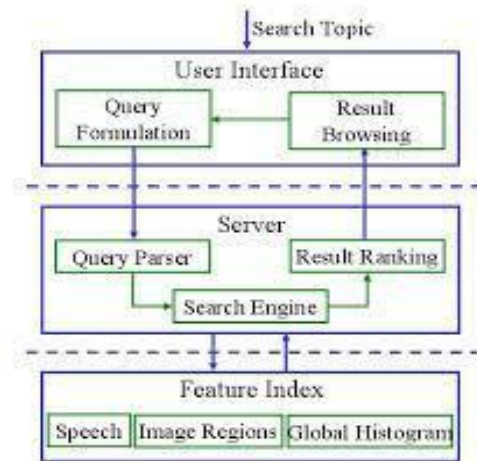 Search Topic
User Interface
Query
Formulation
Result
Browsing
Server
Query Parser
Result Ranking
Search Engine
Feature Index
Speech
Image Regions
Global Histogram